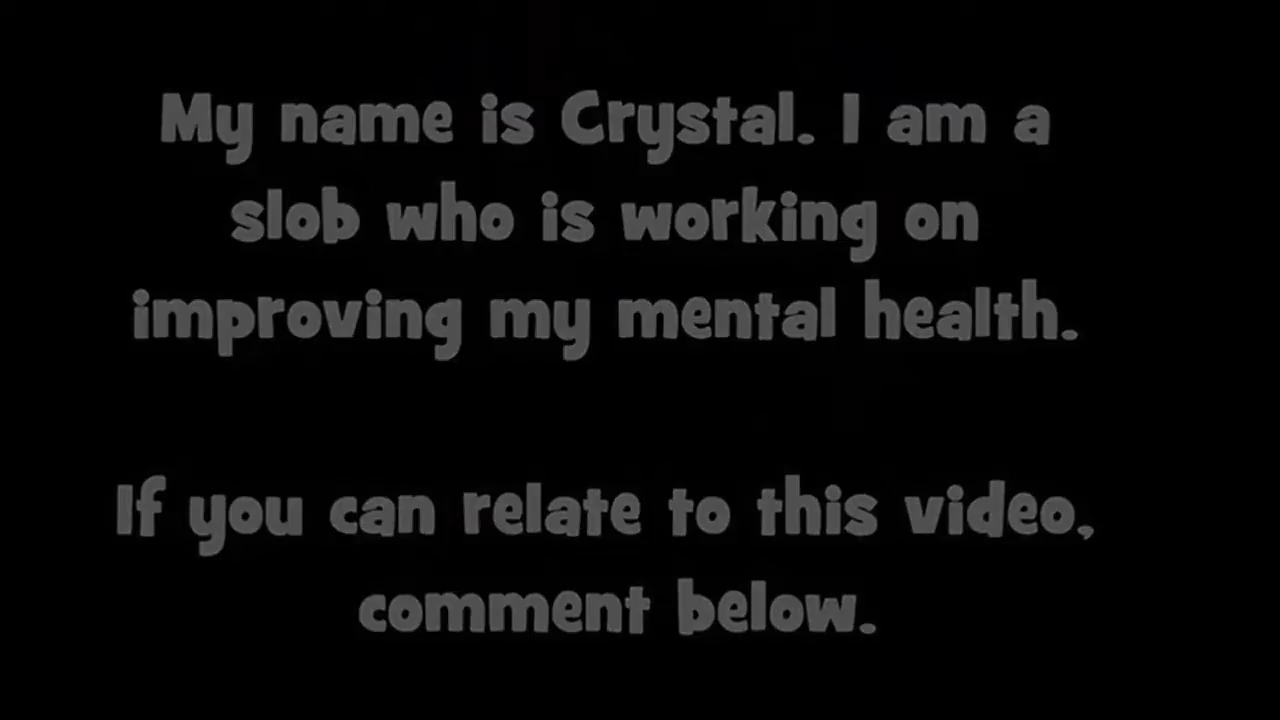 My name is Crystal. I am a
slob who is working on
improving my mental health.
If you can relate to this video,
comment below.